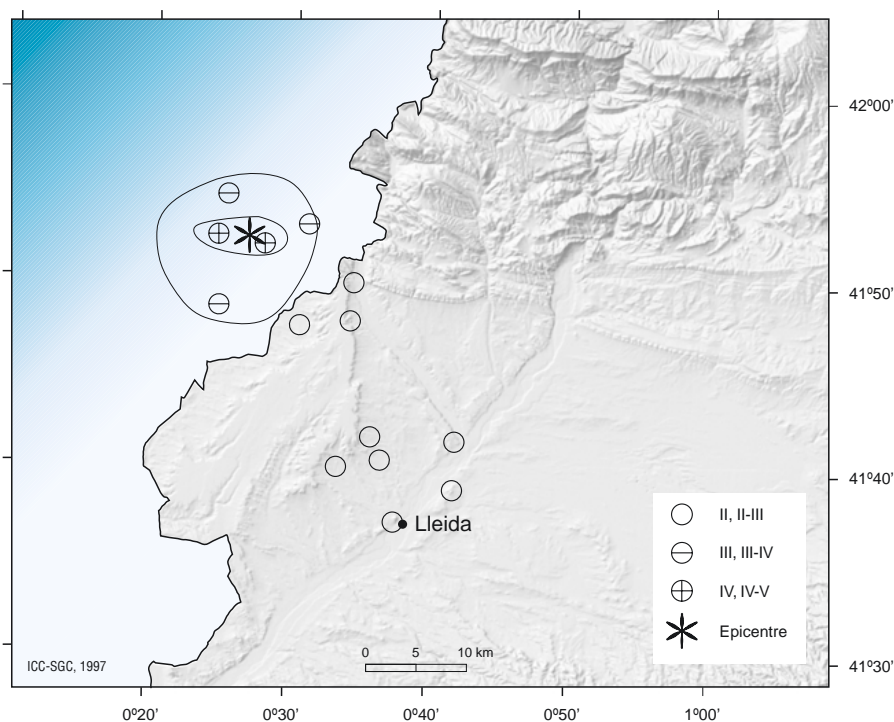 42º00'
41º50'
41º40'
Lleida
II, II-III
III, III-IV
IV, IV-V
Epicentre
0 5 10 km
ICC-SGC, 1997
41º30'
0º20' 0º30' 0º40' 0º50' 1º00'